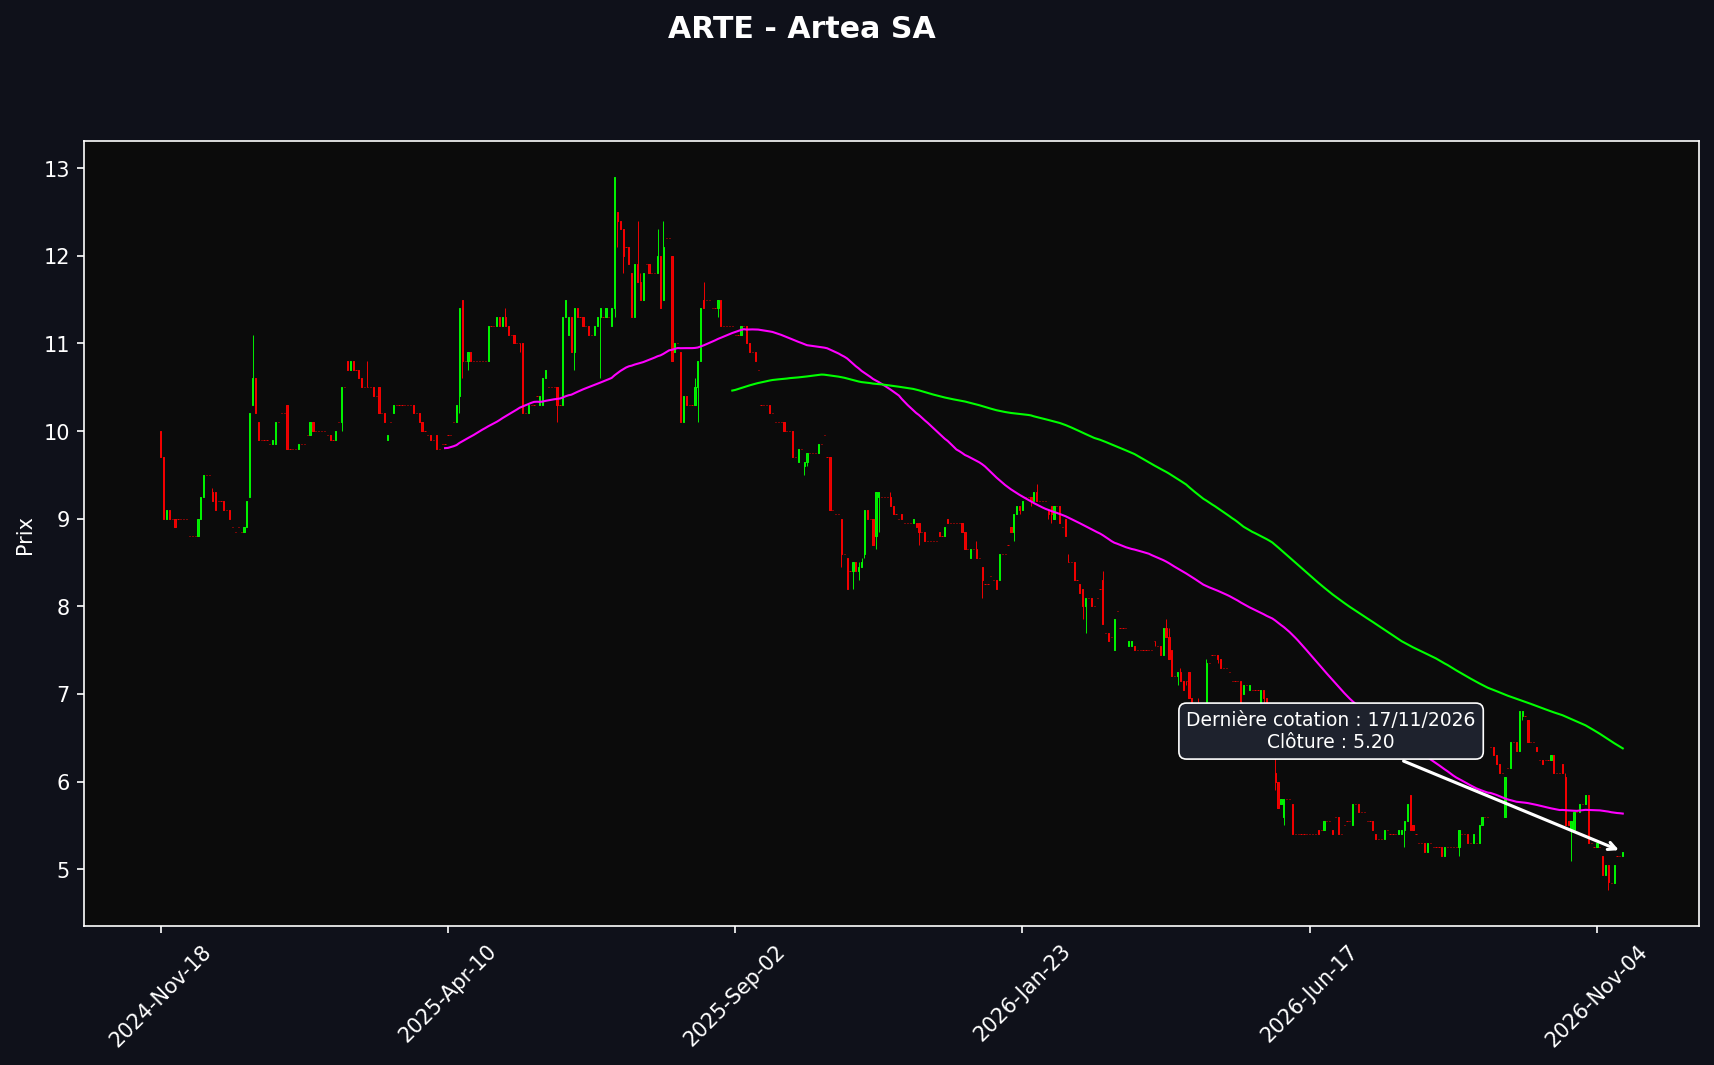 ARTE - Artea SA
Prix
13
12
11
10
9
8
7
6
5
Dernière cotation : 17/11/2026
Clôture : 5.20
2024-Nov-18
2025-Apr-10
2025-Sep-02
2026-Jan-23
2026-Jun-17
2026-Nov-04